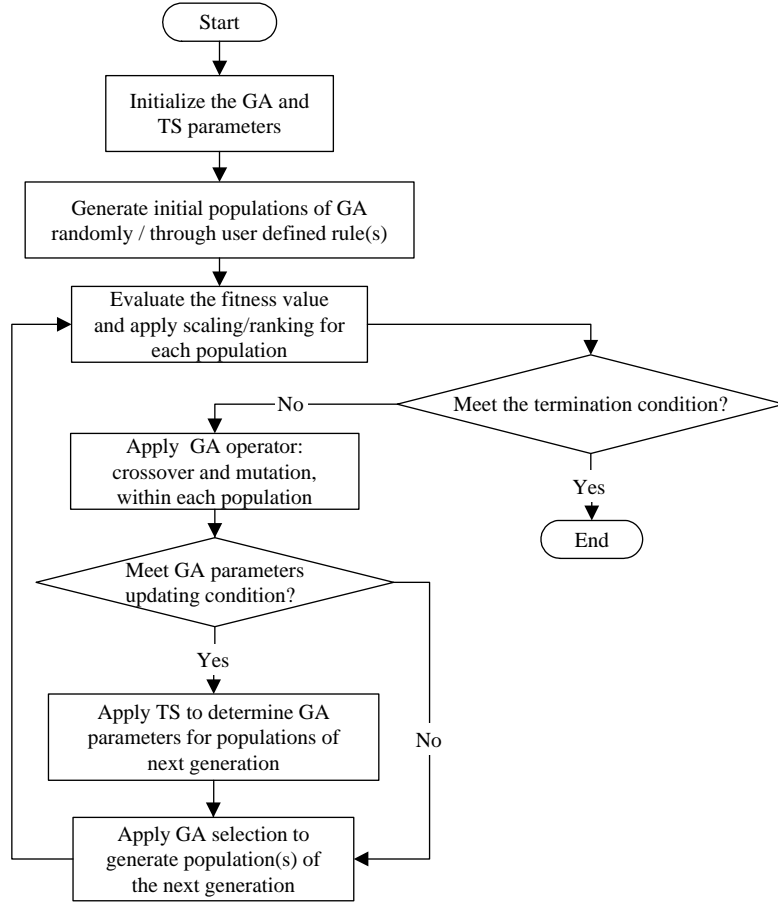 Start
Initialize the GA and
TS parameters
Generate initial populations of GA
randomly / through user defined rule(s)
Evaluate the fitness value
and apply scaling/ranking for
each population
Meet the termination condition?
No
Yes
End
Apply GA operator:
crossover and mutation,
within each population
Meet GA parameters
updating condition?
Yes
No
Apply TS to determine GA
parameters for populations of
next generation
Apply GA selection to
generate population(s) of
the next generation